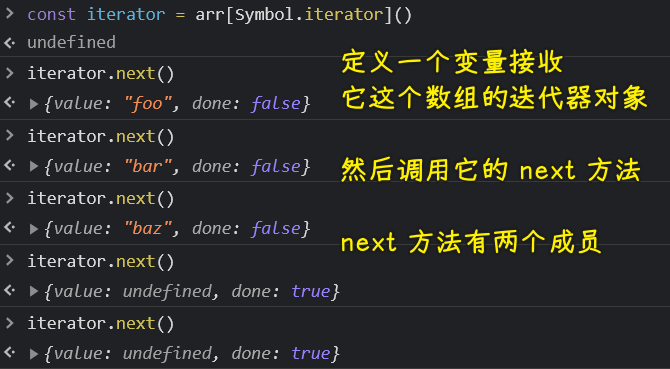 > const iterator = arr[Symbol.iterator]()
undefined
> iterator.next()
定义一个变量接收
{value: "foo", done: false}
它这个数组的迭代器对象
> iterator.next()
{value: "bar", done: false}
然后调用它的 next 方法
> iterator.next()
{value: "baz", done: false}
next 方法有两个成员
> iterator.next()
{value: undefined, done: true}
> iterator.next()
{value: undefined, done: true}